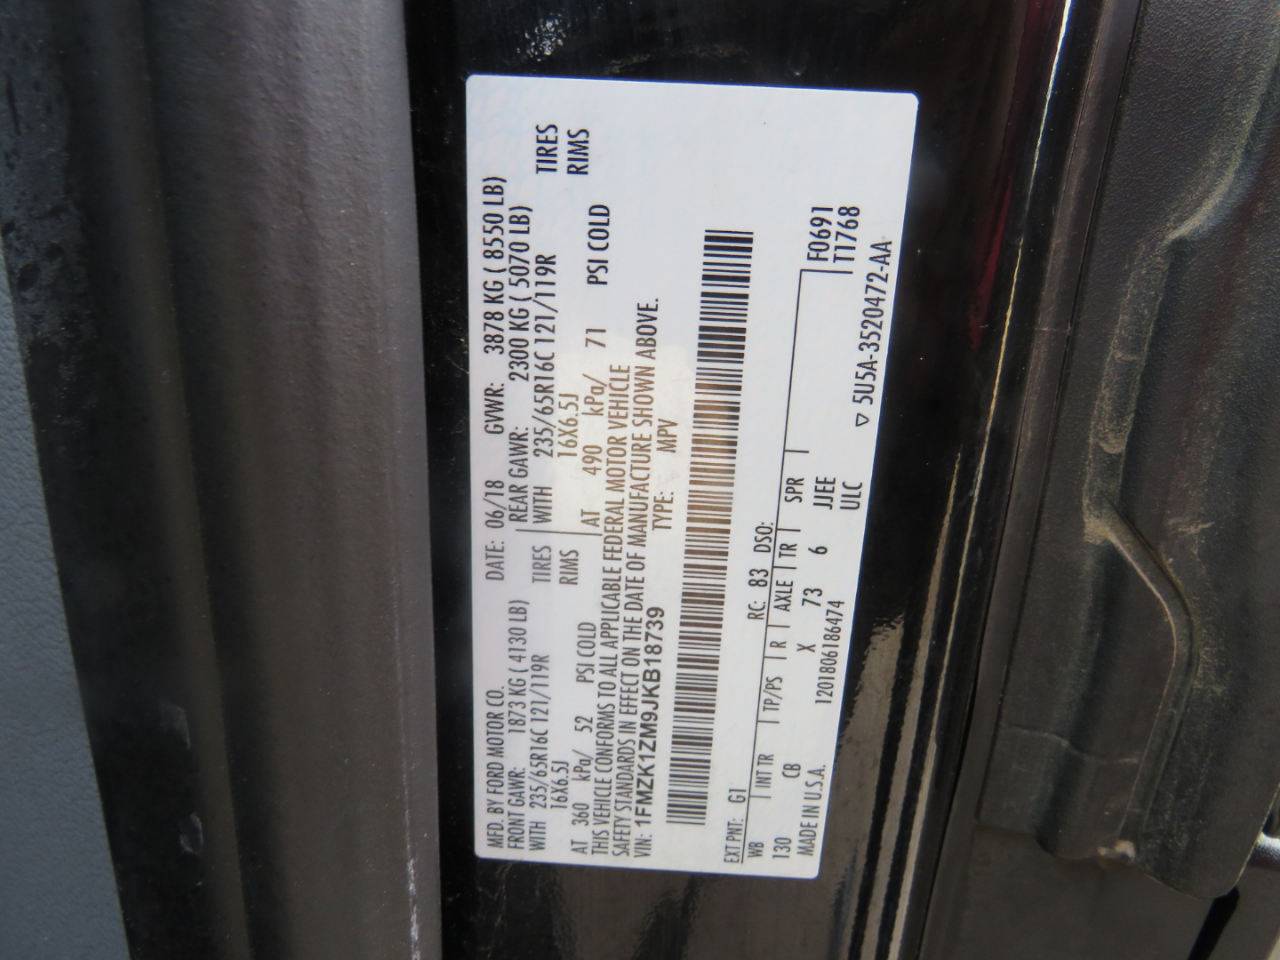 MFD. BY FORD MOTOR CO. DATE: 06/18 GVWR: 3878 KG ( 8550 LB)
FRONT GAWR: 1873 KG ( 4130 LB) REAR GAWR: 2300 KG ( 5070 LB)
WITH 235/65R16C 121/119R TIRES WITH 235/65R16C 121/119R TIRES
16X6.5J RIMS 16X6.5J RIMS
AT 360 kPa/ 52 PSI COLD AT 490 kPa/ 71 PSI COLD
THIS VEHICLE CONFORMS TO ALL APPLICABLE FEDERAL MOTOR VEHICLE
SAFETY STANDARDS IN EFFECT ON THE DATE OF MANUFACTURE SHOWN ABOVE.
VIN: 1FMZK1ZM9JKB18739 TYPE: MPV
EXT PNT: G1 RC: 83 DSO:
WB INT TR TP/PS R AXLE TR SPR F0691
130 CB X 73 6 JJEE T1768
MADE IN U.S.A. 1201806186474 ULC ▽ 5U5A-3520472-AA